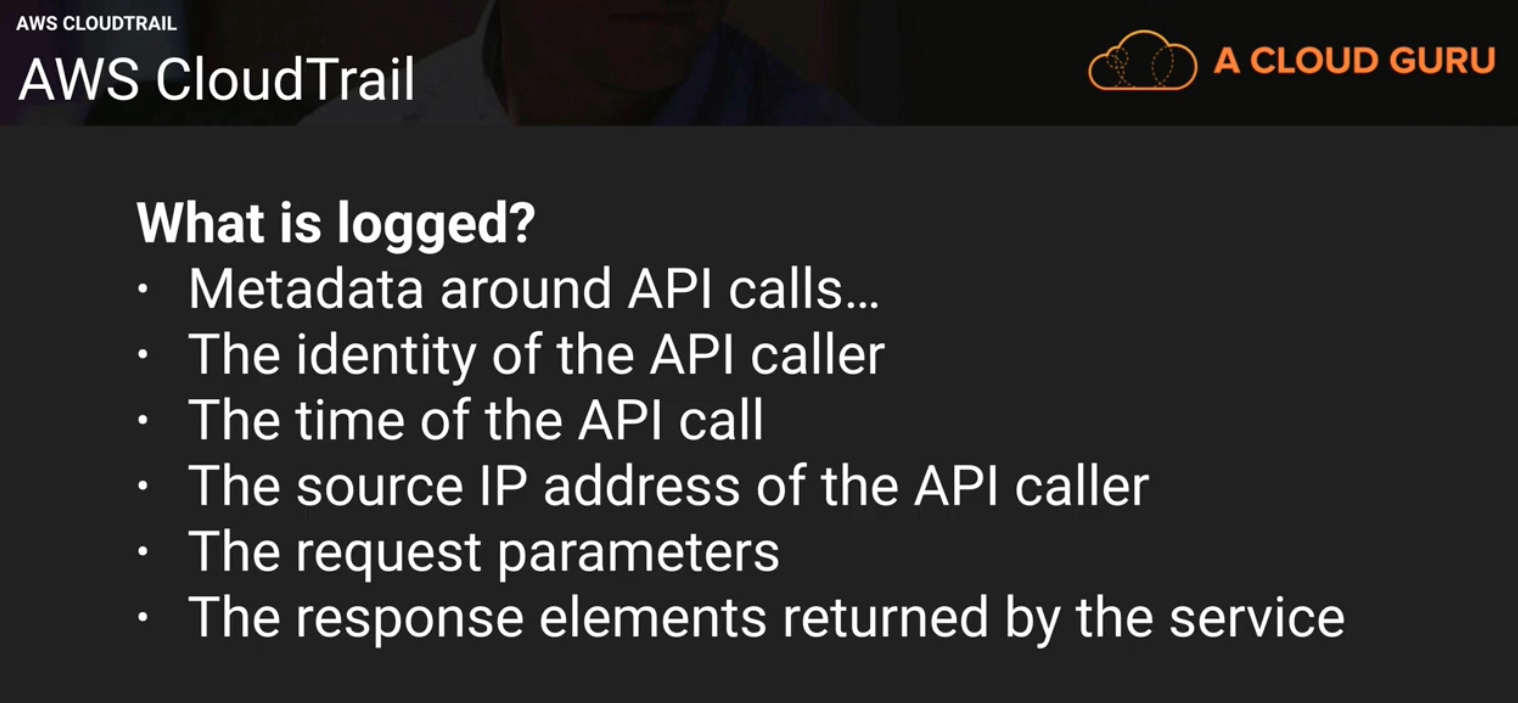 AWS CLOUDTRAIL
AWS CloudTrail
A CLOUD GURU
What is logged?
• Metadata around API calls…
• The identity of the API caller
• The time of the API call
• The source IP address of the API caller
• The request parameters
• The response elements returned by the service